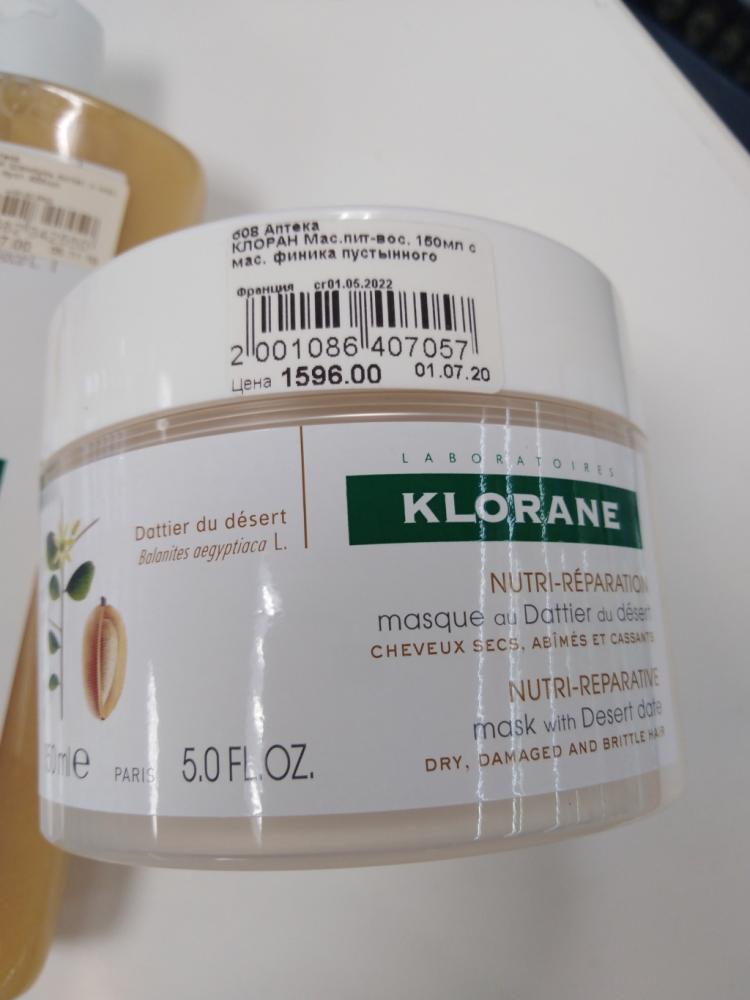 608 Аптека
КЛОРАН Мас.пит-вос. 150мл с
мас. финика пустынного
Франция сг01.05.2022
2 001086 407057
Цена 1596.00 01.07.20
LABORATOIRES
KLORANE
Dattier du désert
Balanites aegyptiaca L.
NUTRI-RÉPARATION
masque au Dattier du désert
CHEVEUX SECS, ABÎMÉS ET CASSANTS
NUTRI-REPARATIVE
mask with Desert date
DRY, DAMAGED AND BRITTLE HAIR
50 ml e PARIS 5.0 FL.OZ.